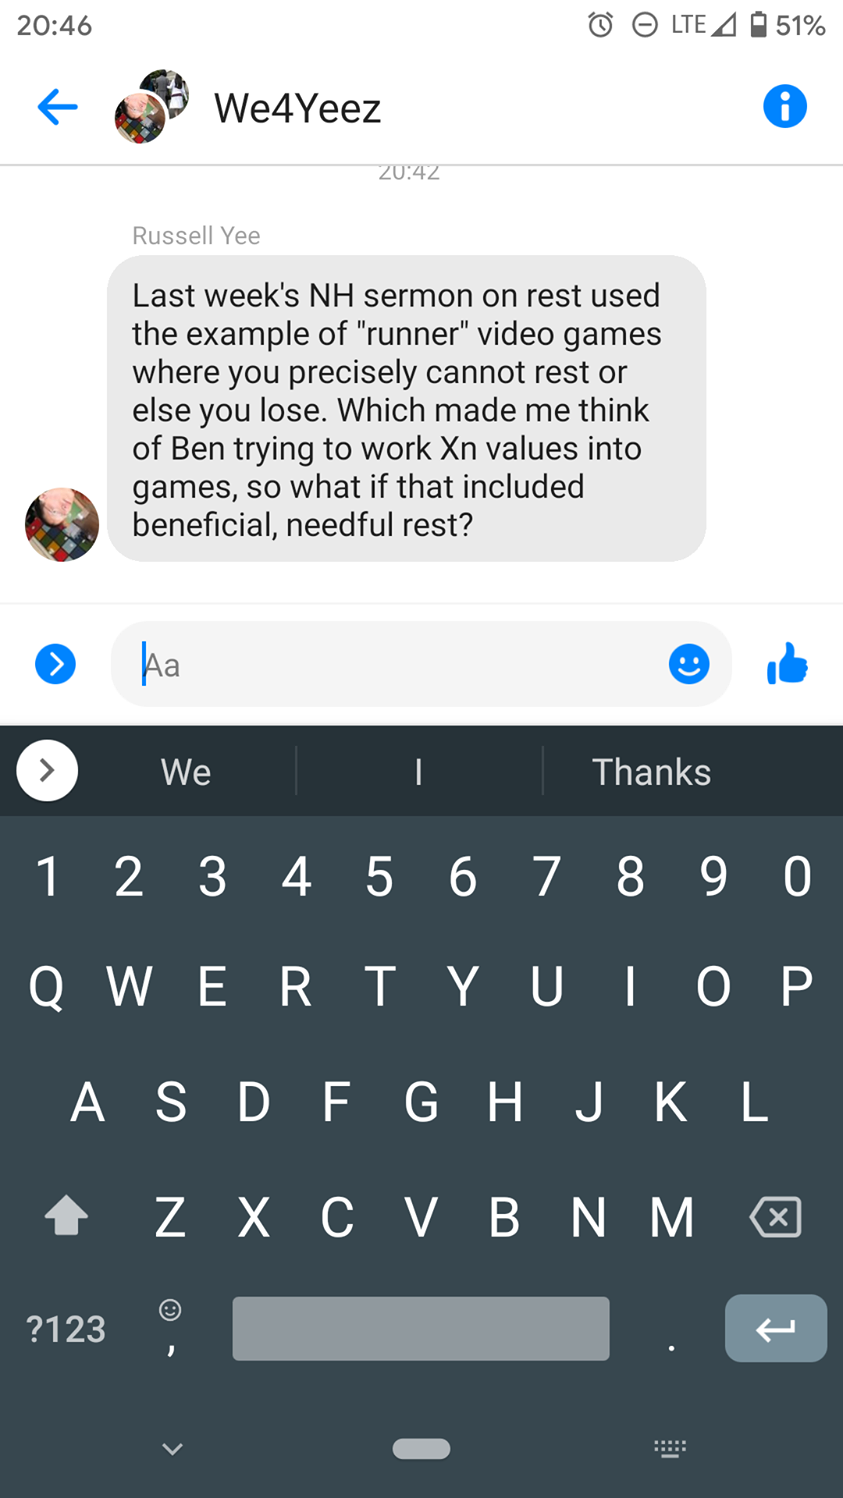 20:46 LTE 51%
We4Yeez
20:42
Russell Yee
Last week's NH sermon on rest used
the example of "runner" video games
where you precisely cannot rest or
else you lose. Which made me think
of Ben trying to work Xn values into
games, so what if that included
beneficial, needful rest?
Aa
We I Thanks
1 2 3 4 5 6 7 8 9 0
Q W E R T Y U I O P
A S D F G H J K L
Z X C V B N M
?123 , .